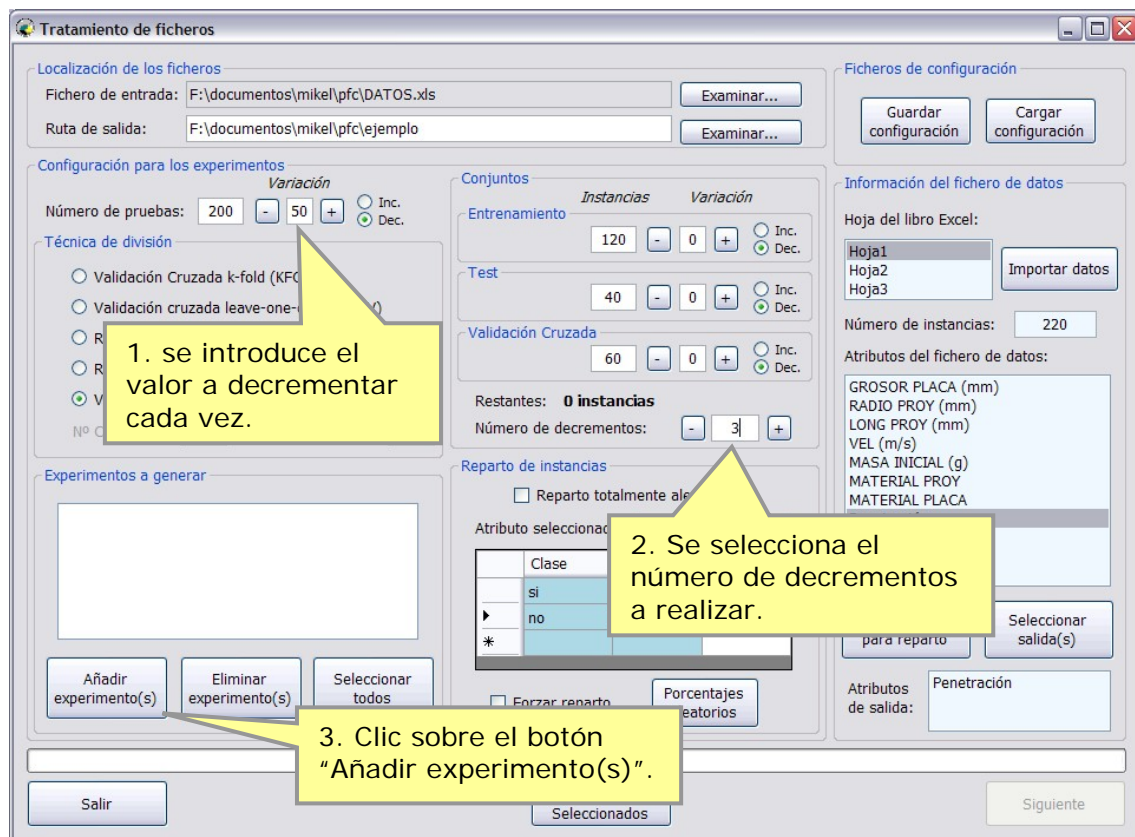 Tratamiento de ficheros
Localización de los ficheros
Fichero de entrada: F:\documentos\mikel\pfc\DATOS.xls Examinar...
Ruta de salida: F:\documentos\mikel\pfc\ejemplo Examinar...
Ficheros de configuración
Guardar configuración
Cargar configuración
Configuración para los experimentos
Variación
Número de pruebas: 200 - 50 + Inc. Dec.
Técnica de división
Validación Cruzada k-fold
Validación cruzada leave-one-
R
R
V
Nº
1. se introduce el
valor a decrementar
cada vez.
Conjuntos
Instancias Variación
Entrenamiento
120 - 0 + Inc. Dec.
Test
40 - 0 + Inc. Dec.
Validación Cruzada
60 - 0 + Inc. Dec.
Restantes: 0 instancias
Número de decrementos: - 3 +
Información del fichero de datos
Hoja del libro Excel:
Hoja1
Hoja2
Hoja3
Importar datos
Número de instancias: 220
Atributos del fichero de datos:
GROSOR PLACA (mm)
RADIO PROY (mm)
LONG PROY (mm)
VEL (m/s)
MASA INICIAL (g)
MATERIAL PROY
MATERIAL PLACA
para reparto
Seleccionar
salida(s)
Atributos
de salida:
Penetración
Experimentos a generar
Añadir
experimento(s)
Eliminar
experimento(s)
Seleccionar
todos
Reparto de instancias
Reparto totalmente
Atributo
Clase
si
no
*
2. Se selecciona el
número de decrementos
a realizar.
Forzar reparto
Porcentajes
3. Clic sobre el botón
“Añadir experimento(s)”.
Salir
Seleccionados
Siguiente